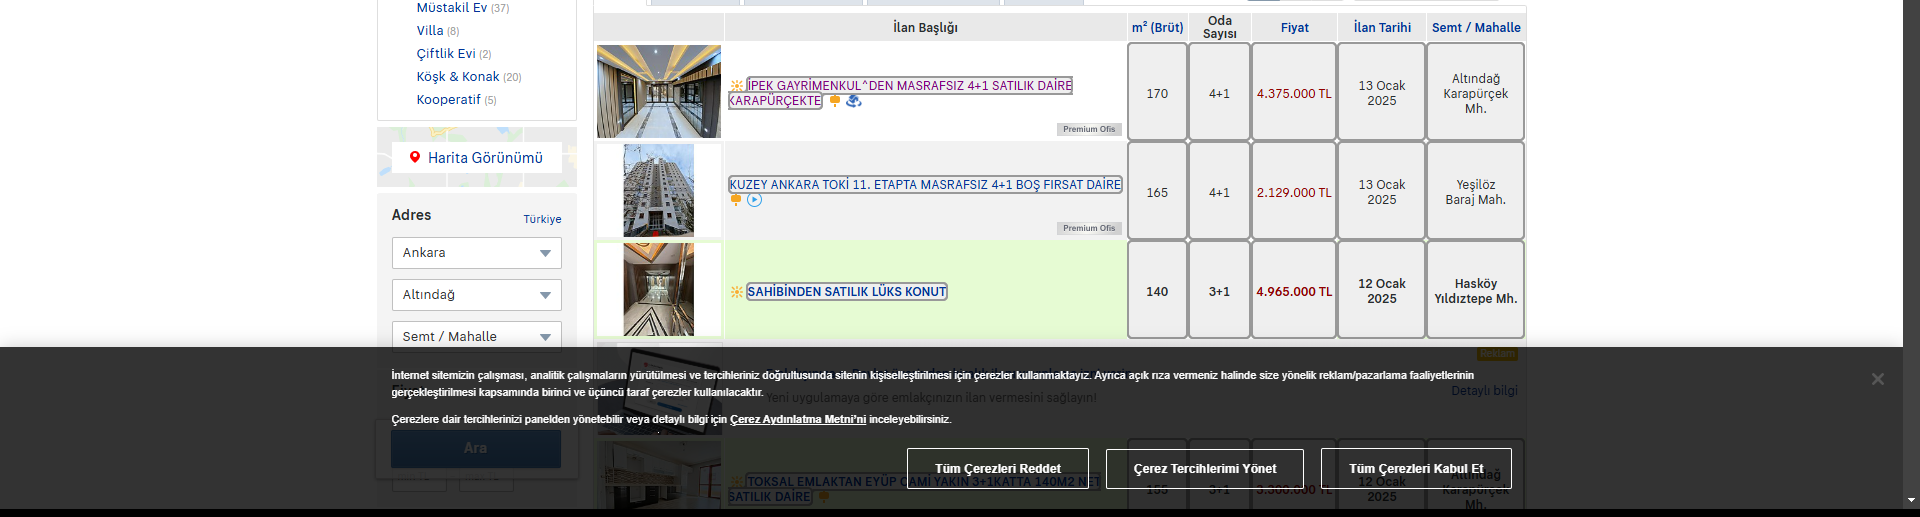 Müstakil Ev (37)
Villa (8)
Çiftlik Evi (2)
Köşk & Konak (20)
Kooperatif (5)
Harita Görünümü
Adres
Türkiye
Ankara
Altındağ
Semt / Mahalle
Ara
İlan Başlığı
m² (Brüt)
Oda
Sayısı
Fiyat
İlan Tarihi
Semt / Mahalle
İPEK GAYRİMENKUL^DEN MASRAFSIZ 4+1 SATILIK DAİRE
KARAPÜRÇEKTE
Premium Ofis
170
4+1
4.375.000 TL
13 Ocak
2025
Altındağ
Karapürçek
Mh.
KUZEY ANKARA TOKİ 11. ETAPTA MASRAFSIZ 4+1 BOŞ FIRSAT DAİRE
Premium Ofis
165
4+1
2.129.000 TL
13 Ocak
2025
Yeşilöz
Baraj Mah.
SAHİBİNDEN SATILIK LÜKS KONUT
140
3+1
4.965.000 TL
12 Ocak
2025
Hasköy
Yıldıztepe Mh.
Reklam
Yeni uygulamaya göre emlakçınızın ilan vermesini sağlayın!
Detaylı bilgi
TOKSAL EMLAKTAN EYÜP CAMİ YAKIN 3+1KATTA 140M2 NET
SATILIK DAİRE
155
3+1
3.300.000 TL
12 Ocak
2025
Altındağ
Karapürçek
Mh.
İnternet sitemizin çalışması, analitik çalışmaların yürütülmesi ve tercihleriniz doğrultusunda sitenin kişiselleştirilmesi için çerezler kullanmaktayız. Ayrıca açık rıza vermeniz halinde size yönelik reklam/pazarlama faaliyetlerinin
gerçekleştirilmesi kapsamında birinci ve üçüncü taraf çerezler kullanılacaktır.
Çerezlere dair tercihlerinizi panelden yönetebilir veya detaylı bilgi için Çerez Aydınlatma Metni'ni inceleyebilirsiniz.
Tüm Çerezleri Reddet
Çerez Tercihlerimi Yönet
Tüm Çerezleri Kabul Et